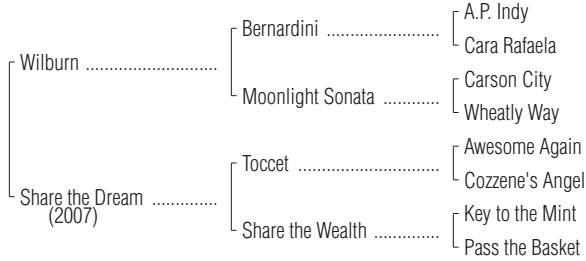 A.P. Indy
Bernardini ........................
Cara Rafaela
Wilburn ............................
Carson City
Moonlight Sonata ............
Wheatly Way
Awesome Again
Toccet ..............................
Cozzene's Angel
Share the Dream ..............
(2007)
Key to the Mint
Share the Wealth ..............
Pass the Basket